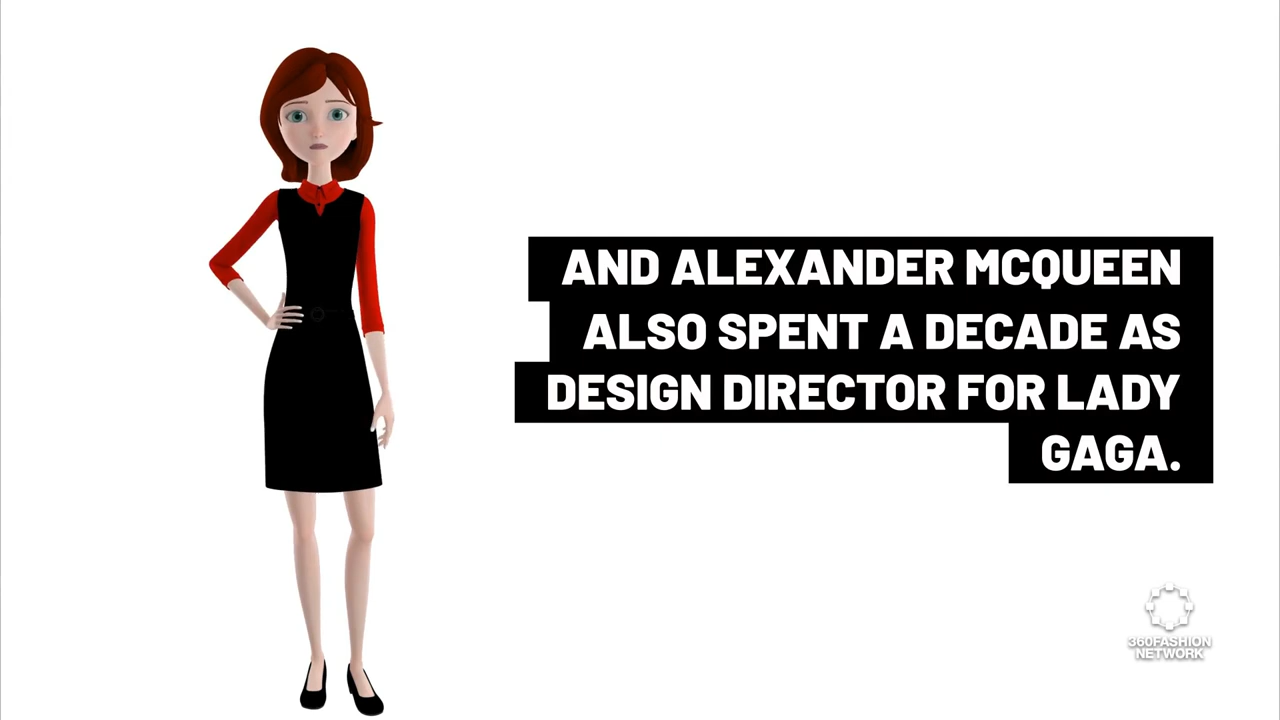 AND ALEXANDER MCQUEEN
ALSO SPENT A DECADE AS
DESIGN DIRECTOR FOR LADY
GAGA.
360FASHION
NETWORK